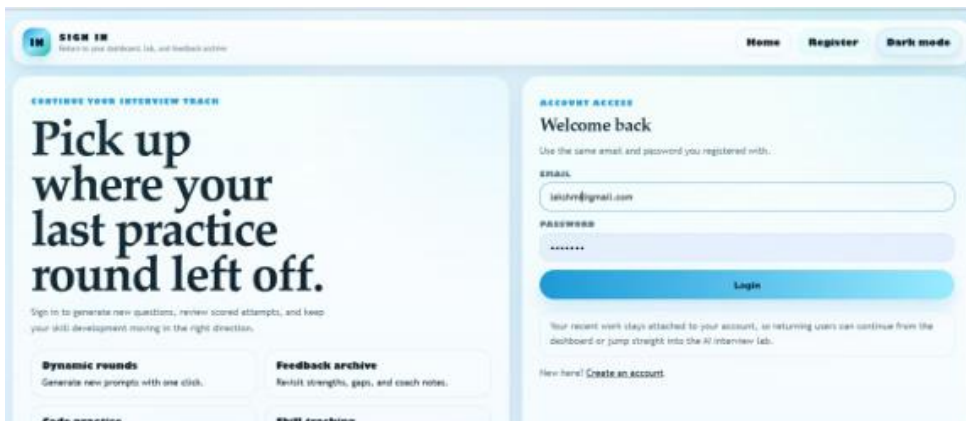 IN
SIGN IN
Return to your dashboard, lab, and feedback archive
Home
Register
Dark mode
CONTINUE YOUR INTERVIEW TRACK
Pick up
where your
last practice
round left off.
Sign in to generate new questions, review scored attempts, and keep
your skill development moving in the right direction.
Dynamic rounds
Generate new prompts with one click.
Feedback archive
Revisit strengths, gaps, and coach notes.
Code practice
Skill tracking
ACCOUNT ACCESS
Welcome back
Use the same email and password you registered with.
EMAIL
PASSWORD
•••••••
Login
Your recent work stays attached to your account, so returning users can continue from the
dashboard or jump straight into the AI interview lab.
New here? Create an account